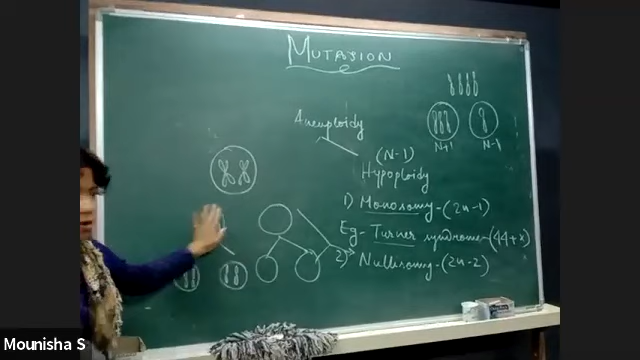 MUTASION
Aneuploidy
N+1
N-1
(N-1)
Hypoploidy
1) Monosomy-(2n-1)
Eg- Turner syndrome-(44+x)
2) Nullisomy-(2n-2)
Mounisha S